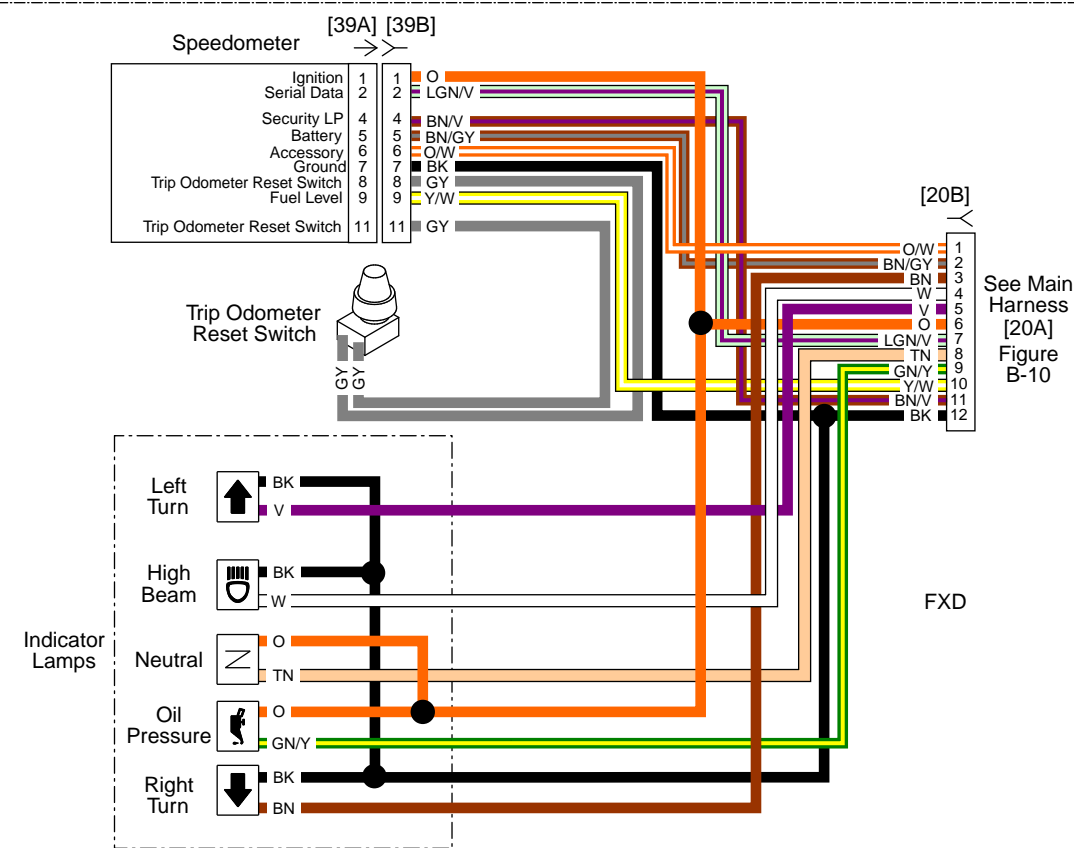 [39A] [39B]
Speedometer
Ignition 1 1 O
Serial Data 2 2 LGN/V
Security LP 4 4 BN/V
Battery 5 5 BN/GY
Accessory 6 6 O/W
Ground 7 7 BK
Trip Odometer Reset Switch 8 8 GY
Fuel Level 9 9 Y/W
Trip Odometer Reset Switch 11 11 GY
[20B]
O/W 1
BN/GY 2
BN 3
W 4
V 5
O 6
LGN/V 7
TN 8
GN/Y 9
Y/W 10
BN/V 11
BK 12
See Main
Harness
[20A]
Figure
B-10
Trip Odometer
Reset Switch
GY
GY
Left
Turn
BK
V
High
Beam
BK
W
FXD
Indicator
Lamps
Neutral
O
TN
Oil
Pressure
O
GN/Y
Right
Turn
BK
BN